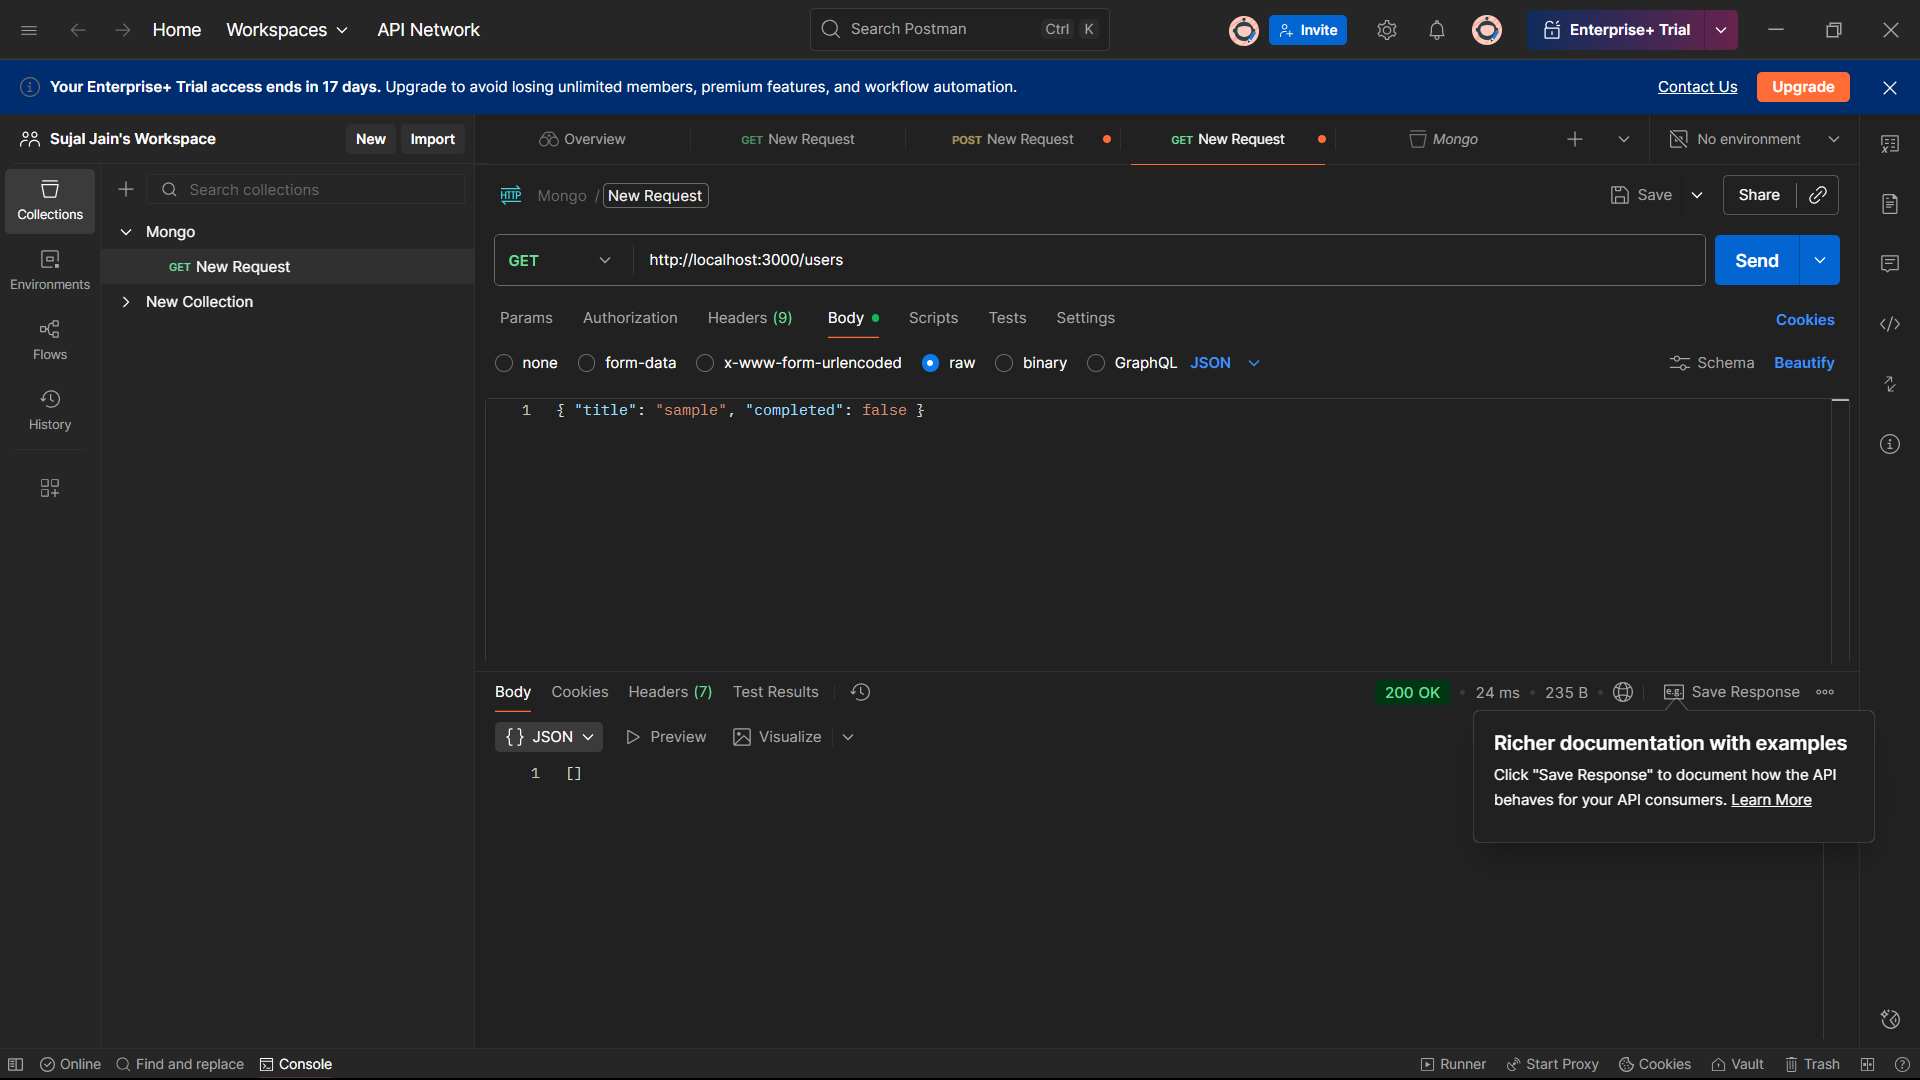 Home Workspaces API Network Search Postman Ctrl K Invite Enterprise+ Trial
Your Enterprise+ Trial access ends in 17 days. Upgrade to avoid losing unlimited members, premium features, and workflow automation. Contact Us Upgrade
Sujal Jain's Workspace New Import Overview GET New Request POST New Request GET New Request Mongo No environment
Collections
Search collections
HTTP Mongo / New Request Save Share
Mongo
GET New Request
New Collection
GET http://localhost:3000/users Send
Environments
Flows
History
Params Authorization Headers (9) Body Scripts Tests Settings Cookies
none form-data x-www-form-urlencoded raw binary GraphQL JSON Schema Beautify
1 { "title": "sample", "completed": false }
Body Cookies Headers (7) Test Results 200 OK 24 ms 235 B e.g. Save Response
{} JSON Preview Visualize
1 []
Richer documentation with examples
Click "Save Response" to document how the API
behaves for your API consumers. Learn More
Online Find and replace Console Runner Start Proxy Cookies Vault Trash